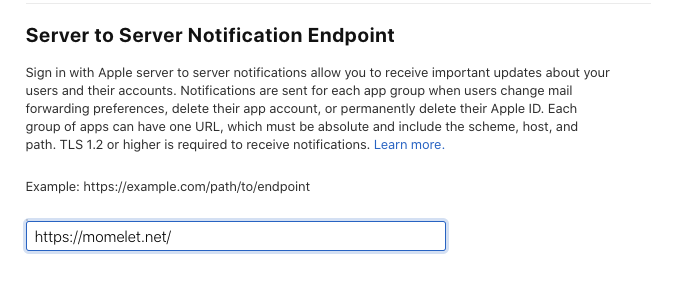 Server to Server Notification Endpoint
Sign in with Apple server to server notifications allow you to receive important updates about your
users and their accounts. Notifications are sent for each app group when users change mail
forwarding preferences, delete their app account, or permanently delete their Apple ID. Each
group of apps can have one URL, which must be absolute and include the scheme, host, and
path. TLS 1.2 or higher is required to receive notifications. Learn more.
Example: https://example.com/path/to/endpoint
https://momelet.net/